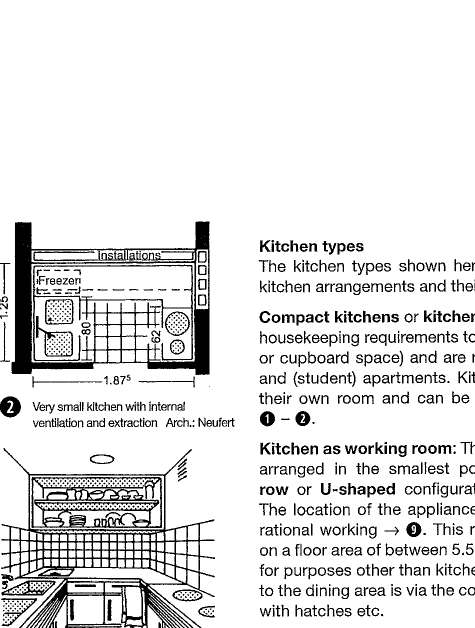 Installations
Freezer
1.25
80
62
1.87⁵
❷ Very small kitchen with internal
ventilation and extraction Arch.: Neufert
Kitchen types
The kitchen types shown her
kitchen arrangements and thei
Compact kitchens or kitchen
housekeeping requirements to
or cupboard space) and are n
and (student) apartments. Kit
their own room and can be
❶ – ❷.
Kitchen as working room: Th
arranged in the smallest po
row or U-shaped configurat
The location of the appliance
rational working → ❾. This r
on a floor area of between 5.5
for purposes other than kitche
to the dining area is via the co
with hatches etc.